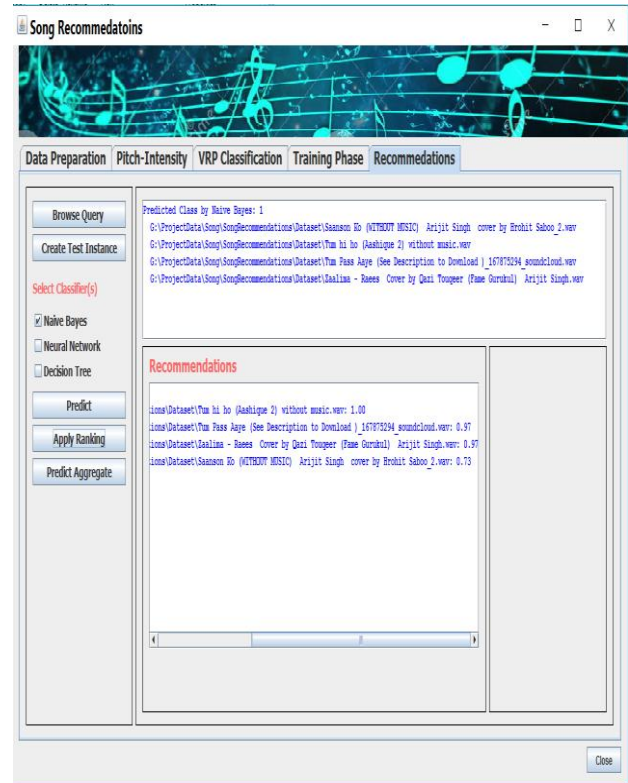 Song Recommedatoins
Data Preparation Pitch-Intensity VRP Classification Training Phase Recommedations
Browse Query
Create Test Instance
Select Classifier(s)
Naive Bayes
Neural Network
Decision Tree
Predict
Apply Ranking
Predict Aggregate
Predicted Class by Naive Bayes: 1
G:\ProjectData\Song\SongRecommendations\Dataset\Saanson Ko (WITHOUT MUSIC) Arijit Singh cover by Hrohit Saboo_2.wav
G:\ProjectData\Song\SongRecommendations\Dataset\Tum hi ho (Aashique 2) without music.wav
G:\ProjectData\Song\SongRecommendations\Dataset\Tum Pass Aaye (See Description to Download )_167875294_soundcloud.wav
G:\ProjectData\Song\SongRecommendations\Dataset\Zaalima - Raees Cover by Qazi Touqeer (Fame Gurukul) Arijit Singh.wav
Recommendations
ions\Dataset\Tum hi ho (Aashique 2) without music.wav: 1.00
ions\Dataset\Tum Pass Aaye (See Description to Download )_167875294_soundcloud.wav: 0.97
ions\Dataset\Zaalima - Raees Cover by Qazi Touqeer (Fame Gurukul) Arijit Singh.wav: 0.97
ions\Dataset\Saanson Ko (WITHOUT MUSIC) Arijit Singh cover by Hrohit Saboo_2.wav: 0.73
Close